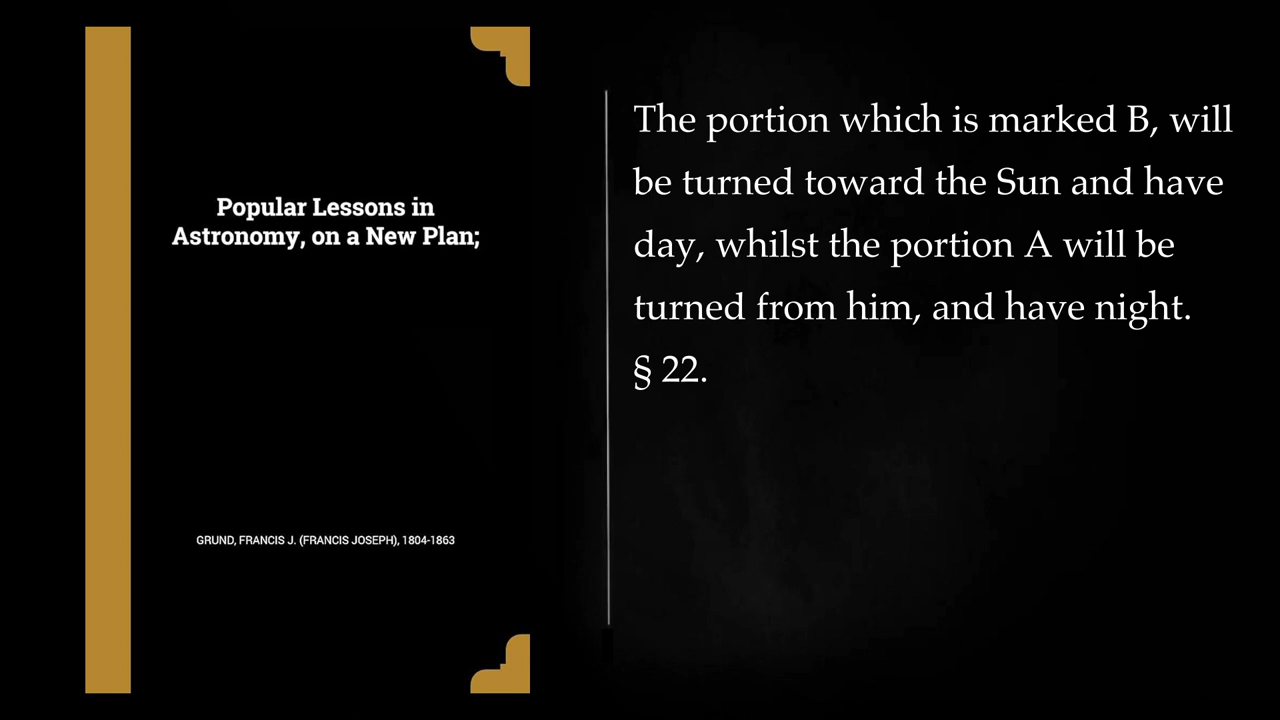 Popular Lessons in
Astronomy, on a New Plan;
GRUND, FRANCIS J. (FRANCIS JOSEPH), 1804-1863
The portion which is marked B, will
be turned toward the Sun and have
day, whilst the portion A will be
turned from him, and have night.
§ 22.